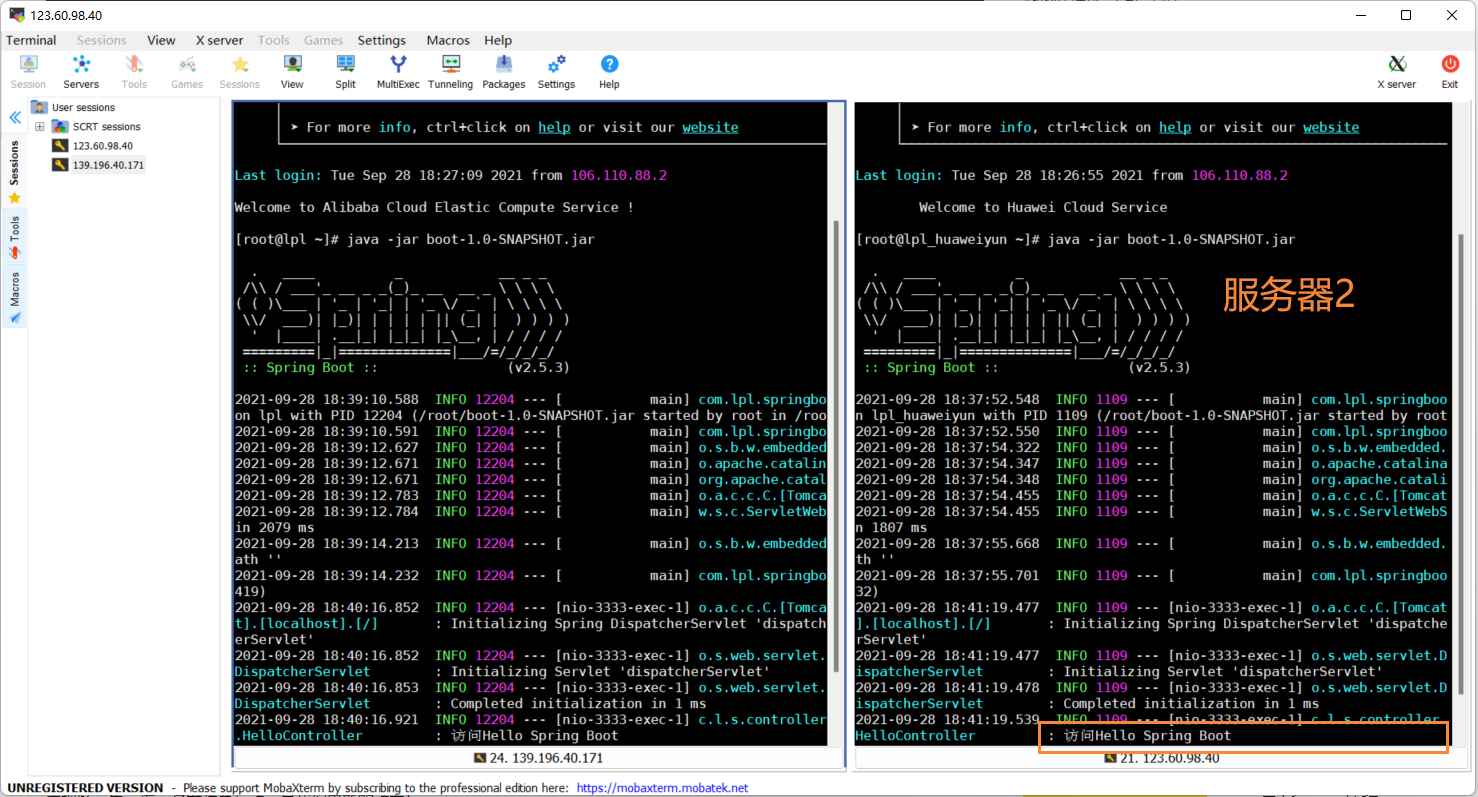 123.60.98.40
Terminal Sessions View X server Tools Games Settings Macros Help
Session Servers Tools Games Sessions View Split MultiExec Tunneling Packages Settings Help X server Exit
User sessions
SCRT sessions
123.60.98.40
139.196.40.171
Sessions
Tools
Macros
➤ For more info, ctrl+click on help or visit our website
Last login: Tue Sep 28 18:27:09 2021 from 106.110.88.2
Welcome to Alibaba Cloud Elastic Compute Service !
[root@lpl ~]# java -jar boot-1.0-SNAPSHOT.jar
:: Spring Boot :: (v2.5.3)
2021-09-28 18:39:10.588 INFO 12204 --- [ main] com.lpl.springboo
on lpl with PID 12204 (/root/boot-1.0-SNAPSHOT.jar started by root in /roo
2021-09-28 18:39:10.591 INFO 12204 --- [ main] com.lpl.springboo
2021-09-28 18:39:12.627 INFO 12204 --- [ main] o.s.b.w.embedded
2021-09-28 18:39:12.671 INFO 12204 --- [ main] o.apache.catalin
2021-09-28 18:39:12.671 INFO 12204 --- [ main] org.apache.catal
2021-09-28 18:39:12.783 INFO 12204 --- [ main] o.a.c.c.C.[Tomca
2021-09-28 18:39:12.784 INFO 12204 --- [ main] w.s.c.ServletWeb
in 2079 ms
2021-09-28 18:39:14.213 INFO 12204 --- [ main] o.s.b.w.embedded
ath ''
2021-09-28 18:39:14.232 INFO 12204 --- [ main] com.lpl.springbo
419)
2021-09-28 18:40:16.852 INFO 12204 --- [nio-3333-exec-1] o.a.c.c.C.[Tomca
t].[localhost].[/] : Initializing Spring DispatcherServlet 'dispatch
erServlet'
2021-09-28 18:40:16.852 INFO 12204 --- [nio-3333-exec-1] o.s.web.servlet.
DispatcherServlet : Initializing Servlet 'dispatcherServlet'
2021-09-28 18:40:16.853 INFO 12204 --- [nio-3333-exec-1] o.s.web.servlet.
DispatcherServlet : Completed initialization in 1 ms
2021-09-28 18:40:16.921 INFO 12204 --- [nio-3333-exec-1] c.l.s.controller
.HelloController : 访问Hello Spring Boot
24. 139.196.40.171
➤ For more info, ctrl+click on help or visit our website
Last login: Tue Sep 28 18:26:55 2021 from 106.110.88.2
Welcome to Huawei Cloud Service
[root@lpl_huaweiyun ~]# java -jar boot-1.0-SNAPSHOT.jar
服务器2
:: Spring Boot :: (v2.5.3)
2021-09-28 18:37:52.548 INFO 1109 --- [ main] com.lpl.springboo
n lpl_huaweiyun with PID 1109 (/root/boot-1.0-SNAPSHOT.jar started by root
2021-09-28 18:37:52.550 INFO 1109 --- [ main] com.lpl.springboo
2021-09-28 18:37:54.322 INFO 1109 --- [ main] o.s.b.w.embedded.
2021-09-28 18:37:54.347 INFO 1109 --- [ main] o.apache.catalina
2021-09-28 18:37:54.348 INFO 1109 --- [ main] org.apache.catali
2021-09-28 18:37:54.455 INFO 1109 --- [ main] o.a.c.c.C.[Tomcat
2021-09-28 18:37:54.455 INFO 1109 --- [ main] w.s.c.ServletWebS
n 1807 ms
2021-09-28 18:37:55.668 INFO 1109 --- [ main] o.s.b.w.embedded.
th ''
2021-09-28 18:37:55.701 INFO 1109 --- [ main] com.lpl.springboo
32)
2021-09-28 18:41:19.477 INFO 1109 --- [nio-3333-exec-1] o.a.c.c.C.[Tomcat
].[localhost].[/] : Initializing Spring DispatcherServlet 'dispatche
rServlet'
2021-09-28 18:41:19.477 INFO 1109 --- [nio-3333-exec-1] o.s.web.servlet.D
ispatcherServlet : Initializing Servlet 'dispatcherServlet'
2021-09-28 18:41:19.478 INFO 1109 --- [nio-3333-exec-1] o.s.web.servlet.D
ispatcherServlet : Completed initialization in 1 ms
2021-09-28 18:41:19.539 INFO 1109 --- [nio-3333-exec-1] c.l.s.controller.
HelloController : 访问Hello Spring Boot
21. 123.60.98.40
UNREGISTERED VERSION - Please support MobaXterm by subscribing to the professional edition here: https://mobaxterm.mobatek.net